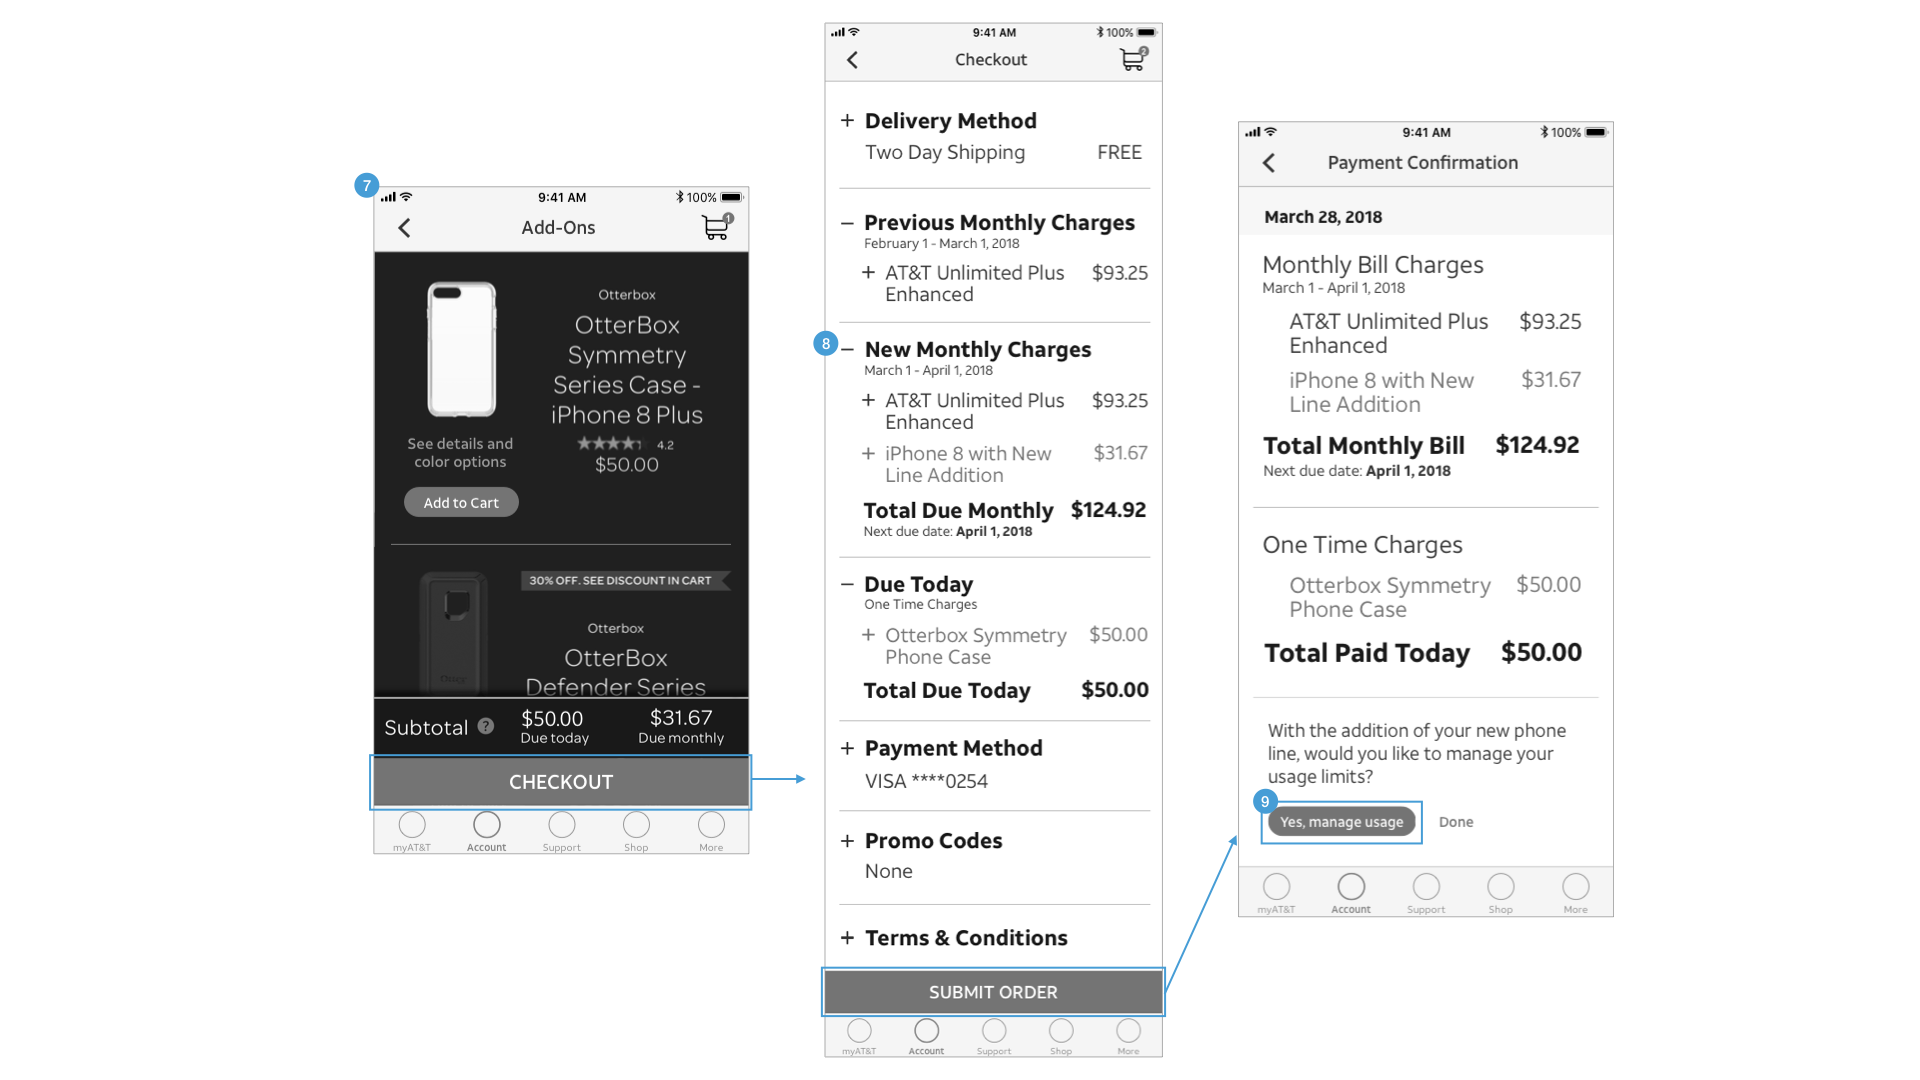 7
9:41 AM
100%
Add-Ons
1
Otterbox
OtterBox
Symmetry
Series Case -
iPhone 8 Plus
4.2
$50.00
See details and
color options
Add to Cart
30% OFF. SEE DISCOUNT IN CART
Otterbox
OtterBox
Defender Series
Subtotal ?
$50.00
Due today
$31.67
Due monthly
CHECKOUT
myAT&T Account Support Shop More
9:41 AM
100%
Checkout
2
+ Delivery Method
Two Day Shipping FREE
– Previous Monthly Charges
February 1 - March 1, 2018
+ AT&T Unlimited Plus $93.25
Enhanced
8
– New Monthly Charges
March 1 - April 1, 2018
+ AT&T Unlimited Plus $93.25
Enhanced
+ iPhone 8 with New $31.67
Line Addition
Total Due Monthly $124.92
Next due date: April 1, 2018
– Due Today
One Time Charges
+ Otterbox Symmetry $50.00
Phone Case
Total Due Today $50.00
+ Payment Method
VISA ****0254
+ Promo Codes
None
+ Terms & Conditions
SUBMIT ORDER
myAT&T Account Support Shop More
9:41 AM
100%
Payment Confirmation
March 28, 2018
Monthly Bill Charges
March 1 - April 1, 2018
AT&T Unlimited Plus $93.25
Enhanced
iPhone 8 with New $31.67
Line Addition
Total Monthly Bill $124.92
Next due date: April 1, 2018
One Time Charges
Otterbox Symmetry $50.00
Phone Case
Total Paid Today $50.00
With the addition of your new phone
line, would you like to manage your
usage limits?
9
Yes, manage usage Done
myAT&T Account Support Shop More